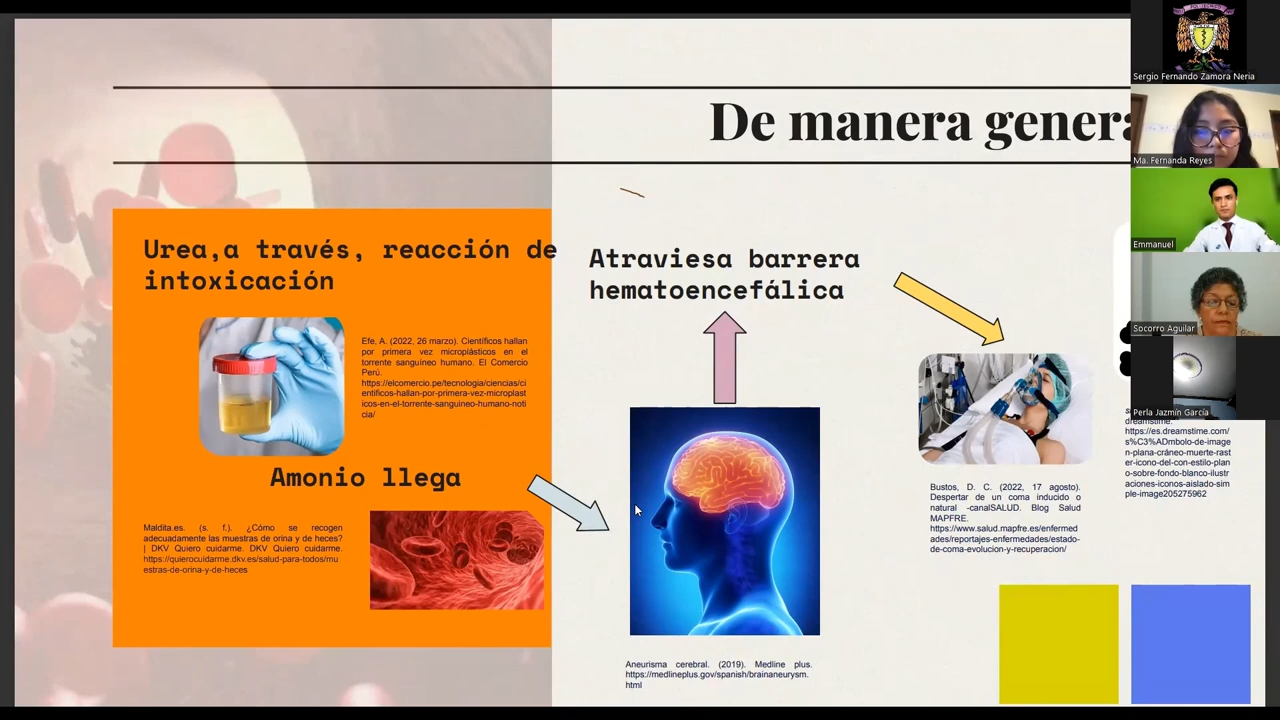 De manera genera
Urea,a través, reacción de
intoxicación
Efe, A. (2022, 26 marzo). Científicos hallan
por primera vez microplásticos en el
torrente sanguíneo humano. El Comercio
Perú.
https://elcomercio.pe/tecnologia/ciencias/ci
entificos-hallan-por-primera-vez-microplast
icos-en-el-torrente-sanguineo-humano-noti
cia/
Amonio llega
Maldita.es. (s. f.). ¿Cómo se recogen
adecuadamente las muestras de orina y de heces?
| DKV Quiero cuidarme. DKV Quiero cuidarme.
https://quierocuidarme.dkv.es/salud-para-todos/mu
estras-de-orina-y-de-heces
Atraviesa barrera
hematoencefálica
Aneurisma cerebral. (2019). Medline plus.
https://medlineplus.gov/spanish/brainaneurysm.
html
Bustos, D. C. (2022, 17 agosto).
Despertar de un coma inducido o
natural -canalSALUD. Blog Salud
MAPFRE.
https://www.salud.mapfre.es/enfermed
ades/reportajes-enfermedades/estado-
de-coma-evolucion-y-recuperacion/
dreamstime.
https://es.dreamstime.com/
s%C3%ADmbolo-de-image
n-plana-cráneo-muerte-rast
er-icono-del-con-estilo-plan
o-sobre-fondo-blanco-ilustr
aciones-iconos-aislado-sim
ple-image205275962
POLITECNICO
Sergio Fernando Zamora Neria
Ma. Fernanda Reyes
Emmanuel
Socorro Aguilar
Perla Jazmín García